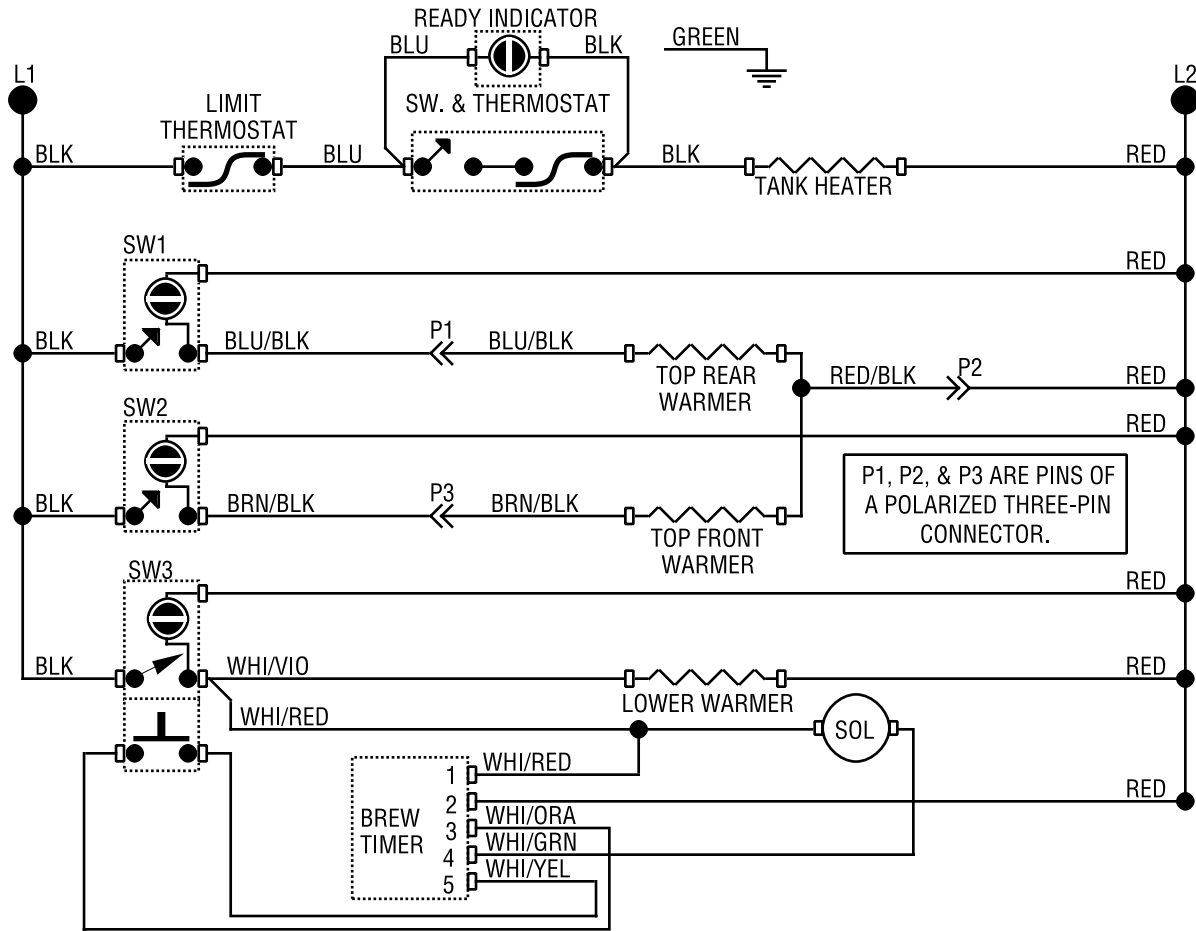 READY INDICATOR
BLU
BLK
GREEN
L1
L2
LIMIT
THERMOSTAT
SW. & THERMOSTAT
BLK
BLU
BLK
RED
TANK HEATER
SW1
RED
BLK
BLU/BLK
P1
BLU/BLK
TOP REAR
WARMER
RED/BLK
P2
RED
SW2
RED
BLK
BRN/BLK
P3
BRN/BLK
TOP FRONT
WARMER
P1, P2, & P3 ARE PINS OF
A POLARIZED THREE-PIN
CONNECTOR.
SW3
RED
BLK
WHI/VIO
RED
LOWER WARMER
WHI/RED
SOL
BREW
TIMER
1
WHI/RED
2
RED
3
WHI/ORA
4
WHI/GRN
5
WHI/YEL